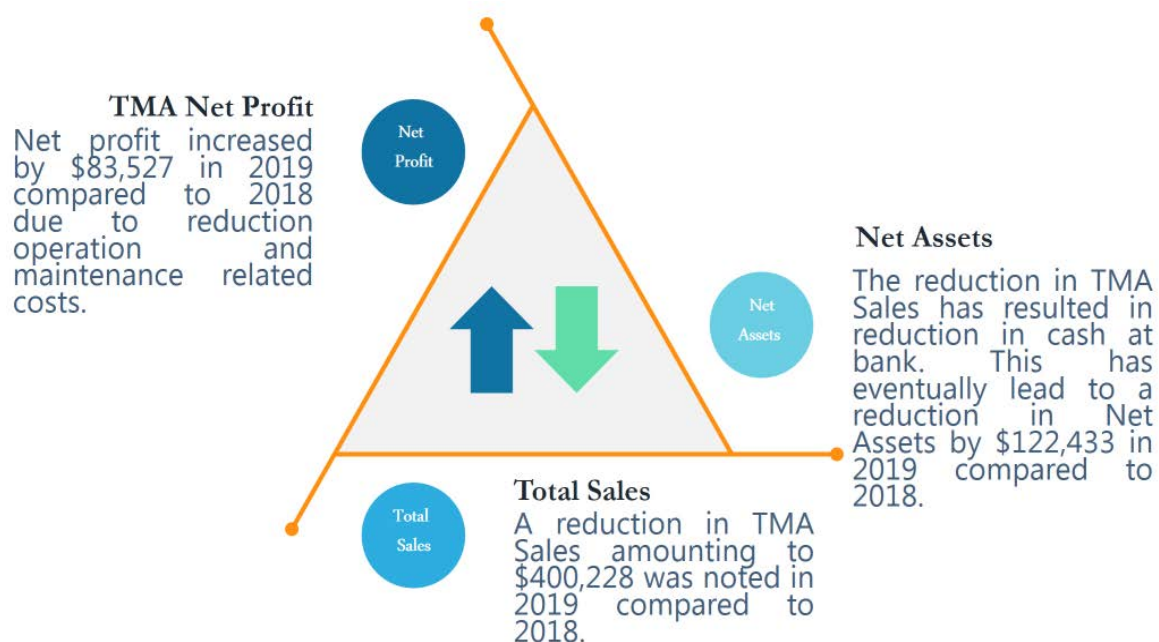 TMA Net Profit
Net profit increased
by $83,527 in 2019
compared to 2018
due to reduction
operation and
maintenance related
costs.
Net
Profit
Net Assets
The reduction in TMA
Sales has resulted in
reduction in cash at
bank. This has
eventually lead to a
reduction in Net
Assets by $122,433 in
2019 compared to
2018.
Net
Assets
Total Sales
A reduction in TMA
Sales amounting to
$400,228 was noted in
2019 compared to
2018.
Total
Sales